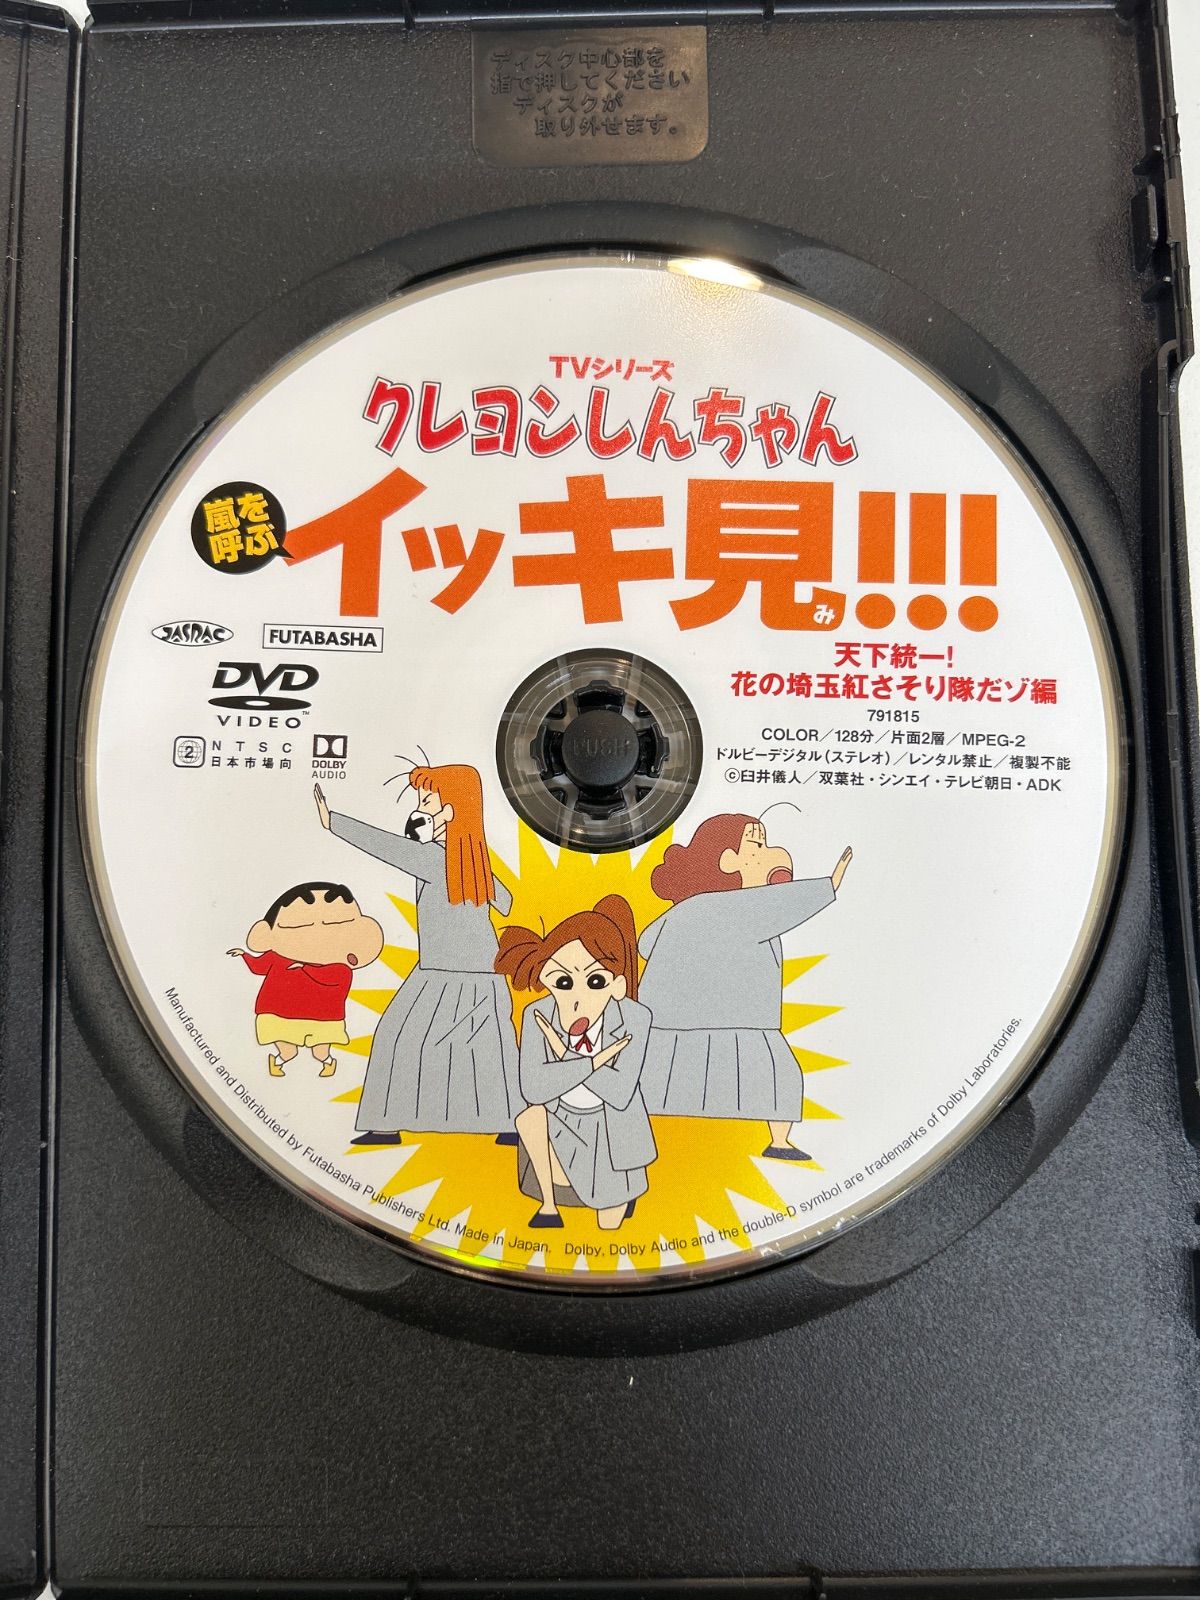 ディスク中心部を
指で押してください
ディスクが
取り外せます。
TVシリーズ
クレヨンしんちゃん
嵐を
呼ぶ
イッキ見!!!
み
JASRAC
FUTABASHA
天下統一!
花の埼玉紅さそり隊だゾ編
DVD
VIDEO
791815
COLOR/128分/片面2層/MPEG-2
2
NTSC
日本市場向
DOLBY
AUDIO
ドルビーデジタル(ステレオ)/レンタル禁止/複製不能
©臼井儀人/双葉社・シンエイ・テレビ朝日・ADK
PUSH
Manufactured and Distributed by Futabasha Publishers Ltd. Made in Japan. Dolby, Dolby Audio and the double-D symbol are trademarks of Dolby Laboratories.